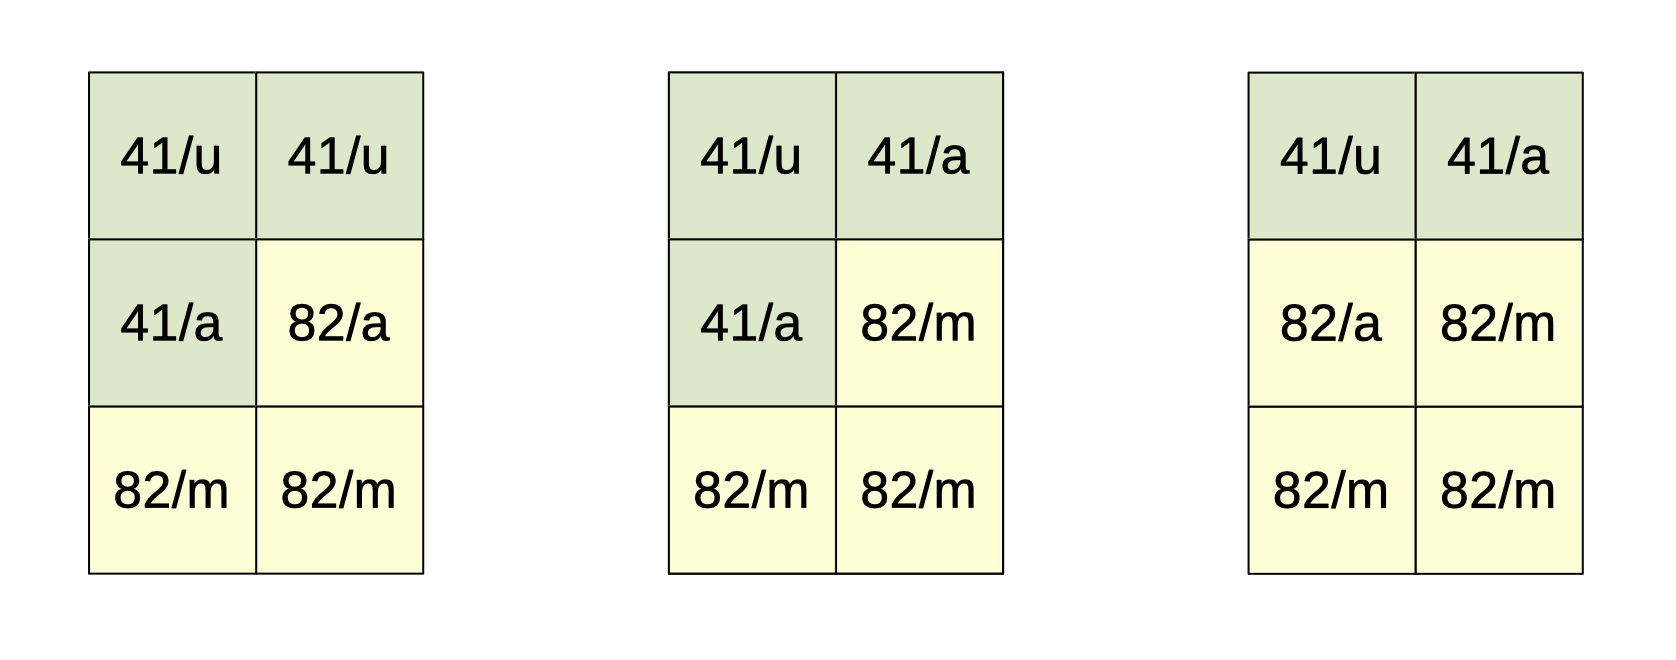 41/u 41/u 41/u 41/a 41/u 41/a
41/a 82/a 41/a 82/m 82/a 82/m
82/m 82/m 82/m 82/m 82/m 82/m